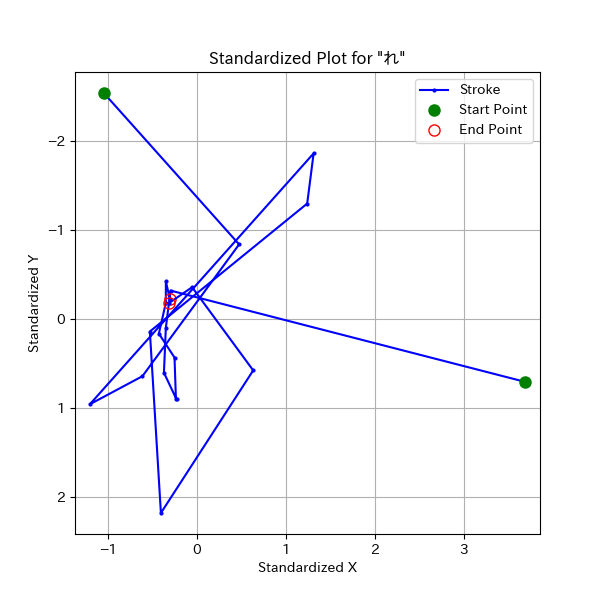 Standardized Plot for "れ"
Stroke
Start Point
End Point
Standardized Y
−2
−1
0
1
2
−1 0 1 2 3
Standardized X